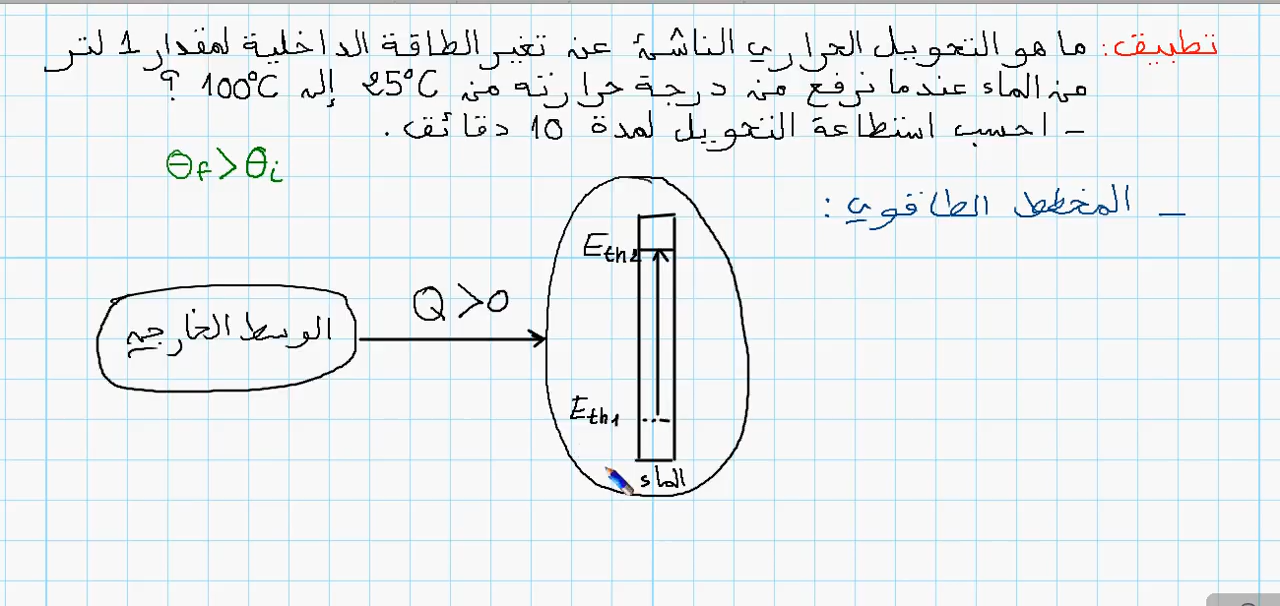 تطبيق: ما هو التحويل الحراري الناشئ عن تغير الطاقة الداخلية لمقدار 1 لتر
من الماء عندما نرفع من درجة حرارته من 25°C إلى 100°C ؟
- احسب استطاعة التحويل لمدة 10 دقائق.
θf>θi
- المخطط الطاقوي:
Eth2
Q>0
الوسط الخارجي
Eth1
الماء